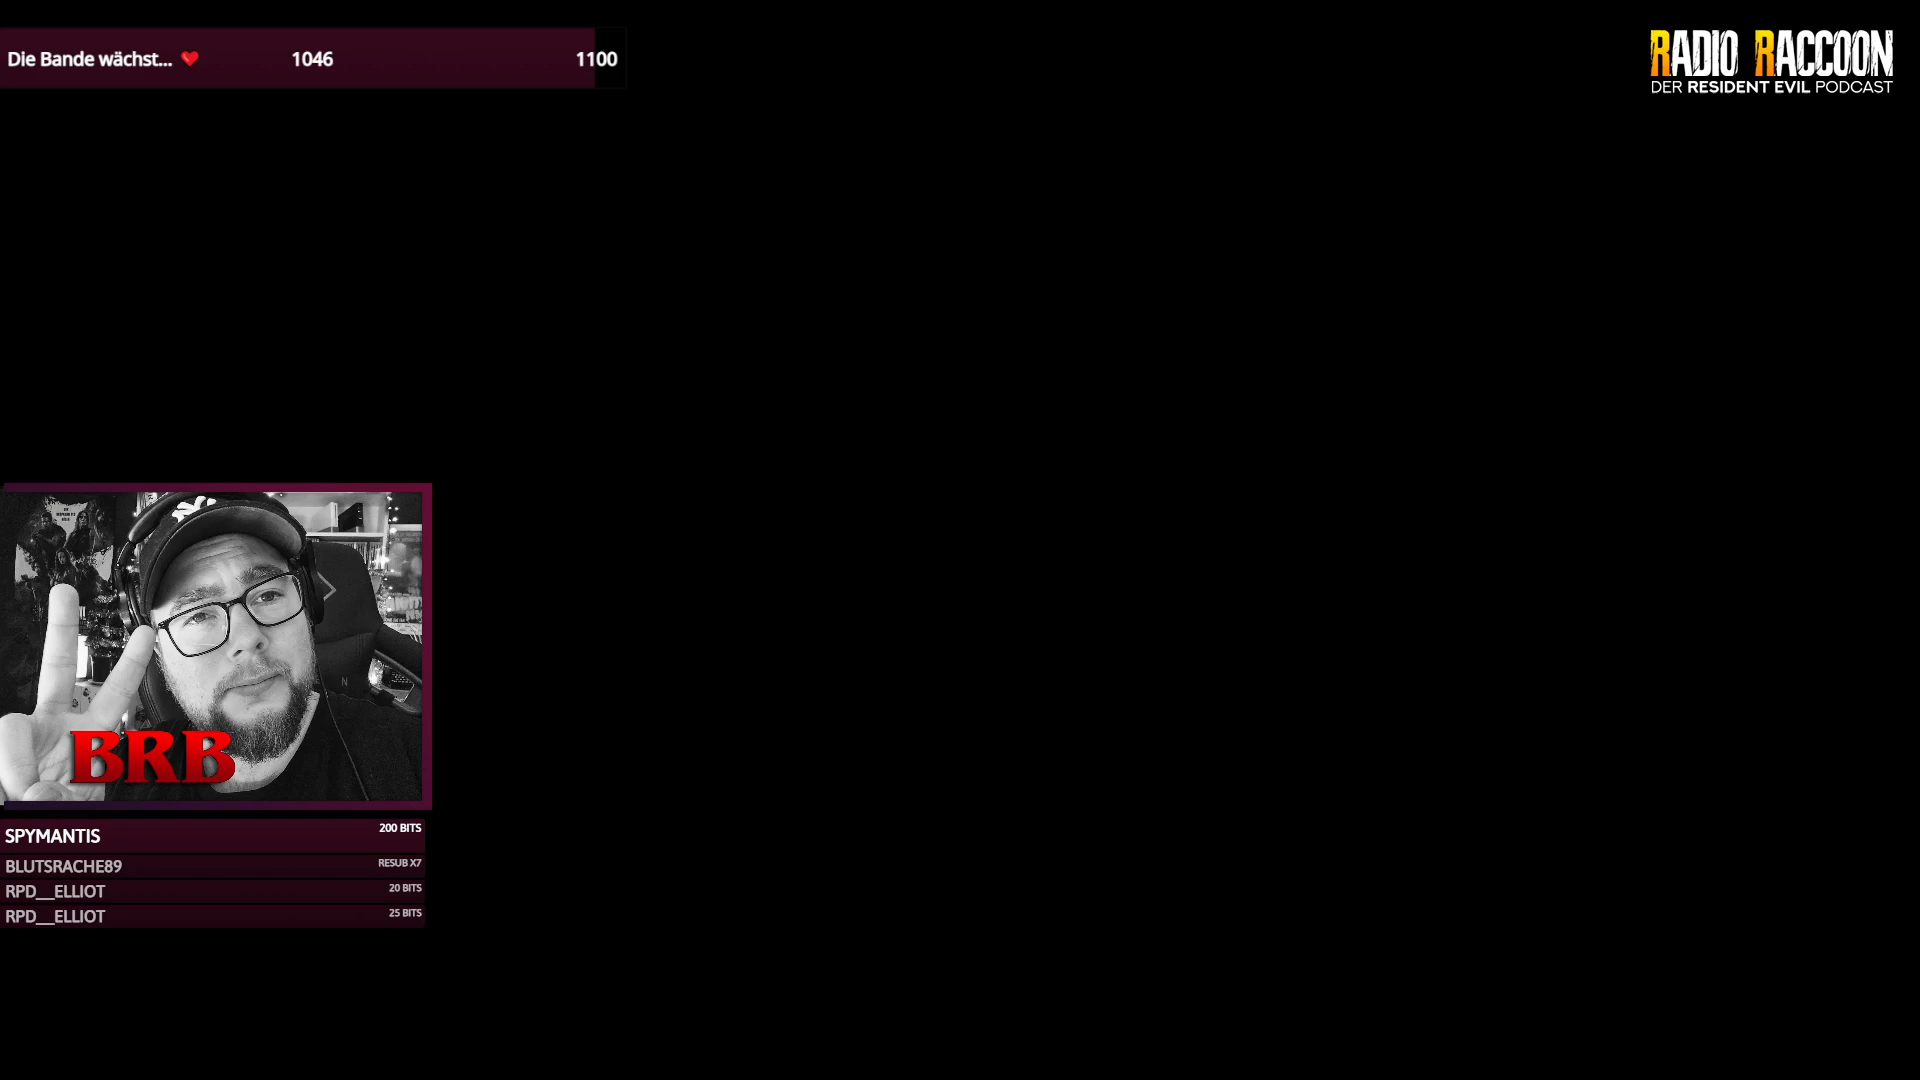 Die Bande wächst... ❤ 1046 1100
RADIO RACCOON
DER RESIDENT EVIL PODCAST
BRB
SPYMANTIS 200 BITS
BLUTSRACHE89 RESUB X7
RPD__ELLIOT 20 BITS
RPD__ELLIOT 25 BITS